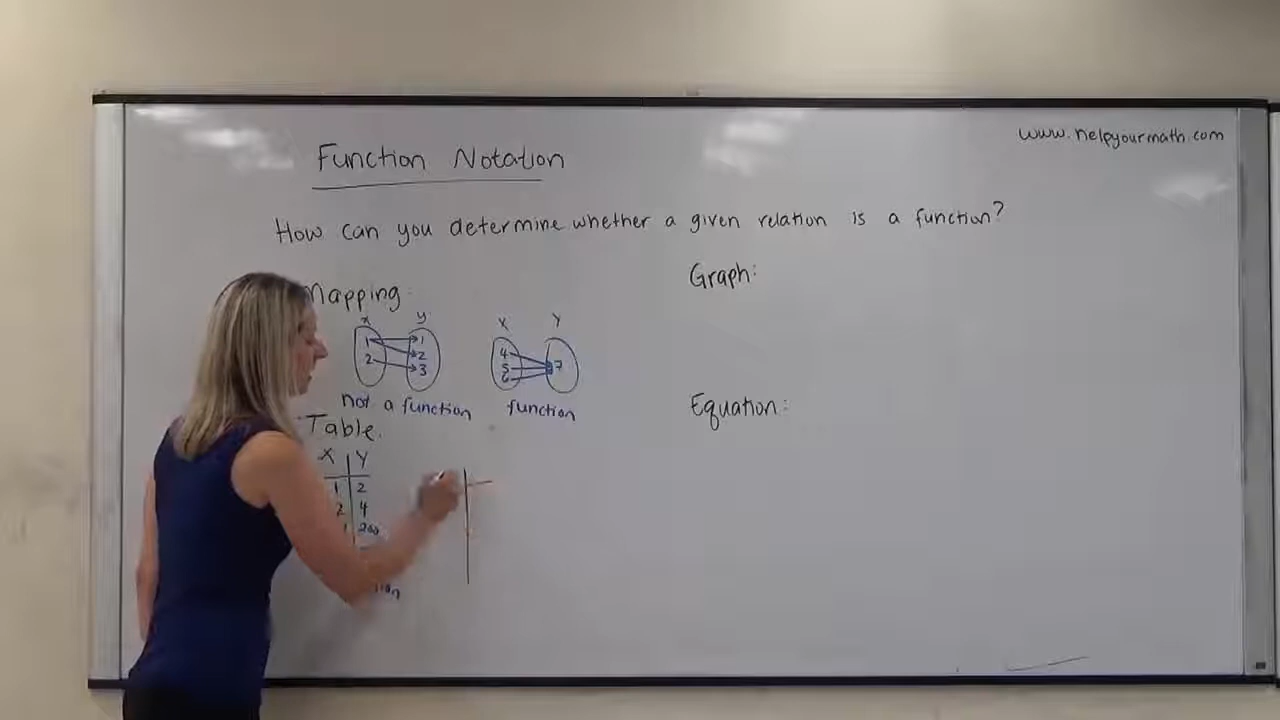 www.helpyourmath.com
Function Notation
How can you determine whether a given relation is a function?
Mapping:
x y
1 1
2 2
3
not a function
X Y
4 7
5
6
function
Table.
X Y
1 2
2 4
Graph:
Equation: